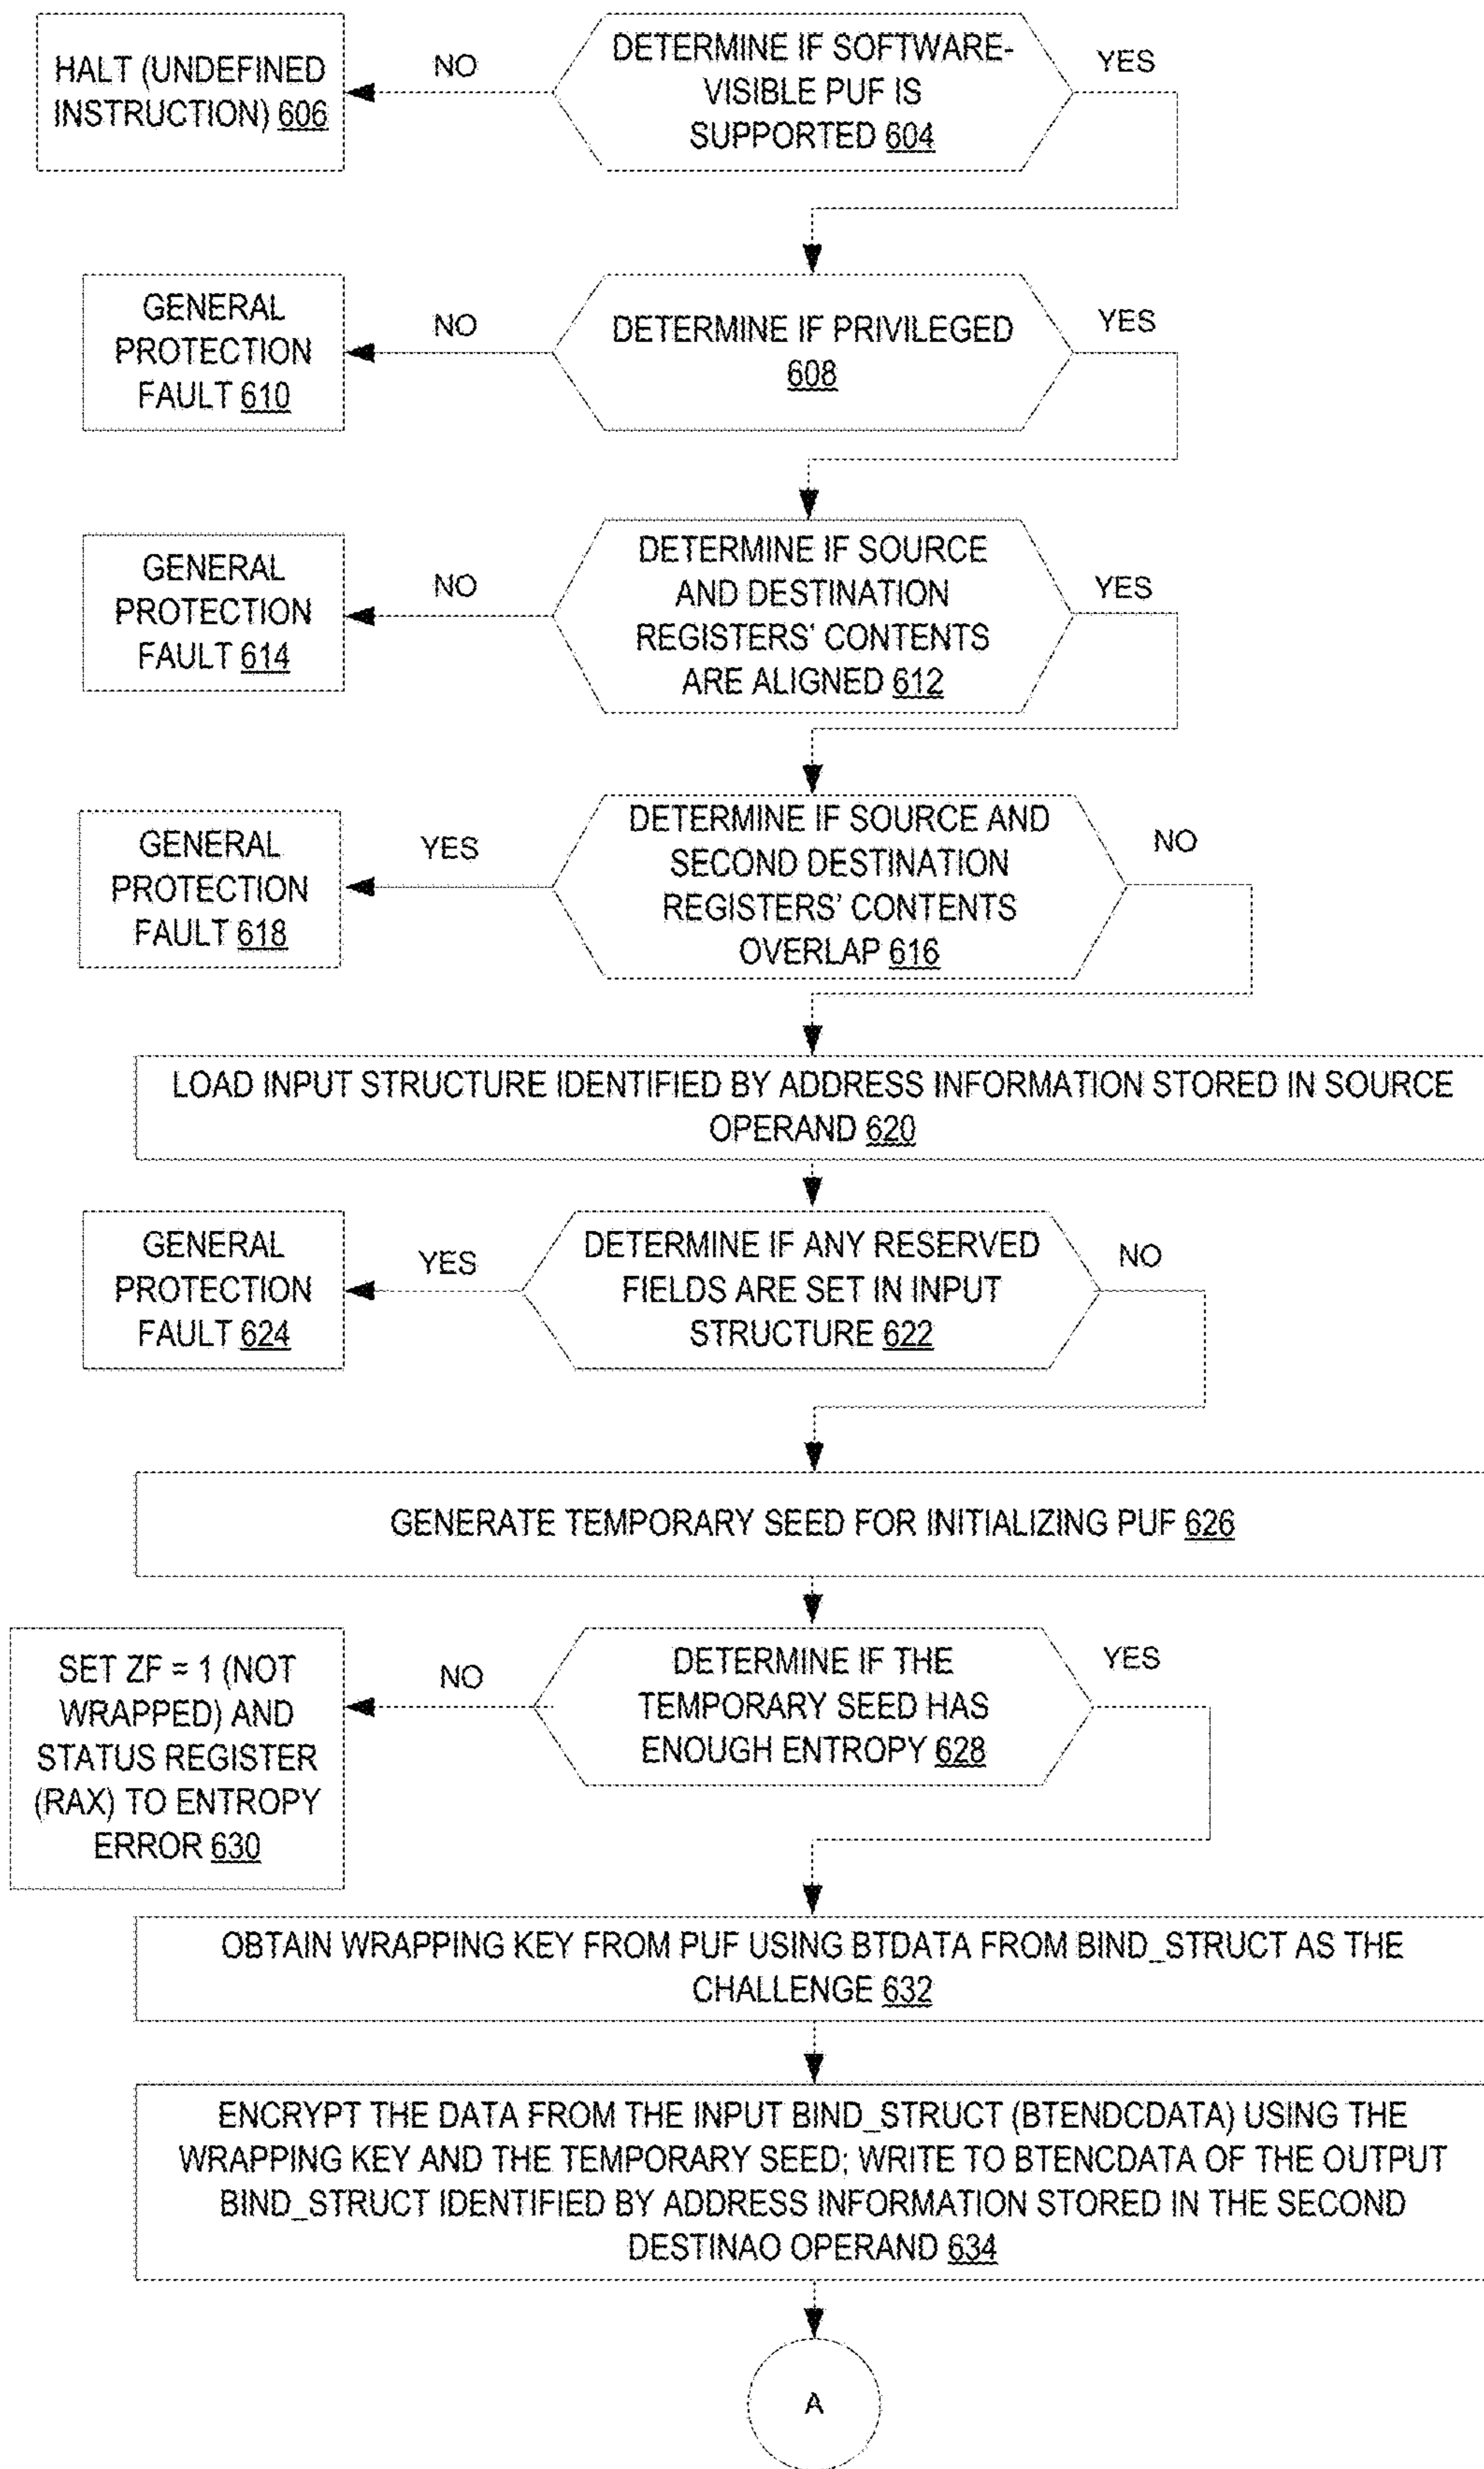 DETERMINE IF SOFTWARE-
VISIBLE PUF IS
SUPPORTED 604
NO
YES
HALT (UNDEFINED
INSTRUCTION) 606
DETERMINE IF PRIVILEGED
608
NO
YES
GENERAL
PROTECTION
FAULT 610
DETERMINE IF SOURCE
AND DESTINATION
REGISTERS' CONTENTS
ARE ALIGNED 612
NO
YES
GENERAL
PROTECTION
FAULT 614
DETERMINE IF SOURCE AND
SECOND DESTINATION
REGISTERS' CONTENTS
OVERLAP 616
YES
NO
GENERAL
PROTECTION
FAULT 618
LOAD INPUT STRUCTURE IDENTIFIED BY ADDRESS INFORMATION STORED IN SOURCE
OPERAND 620
DETERMINE IF ANY RESERVED
FIELDS ARE SET IN INPUT
STRUCTURE 622
YES
NO
GENERAL
PROTECTION
FAULT 624
GENERATE TEMPORARY SEED FOR INITIALIZING PUF 626
DETERMINE IF THE
TEMPORARY SEED HAS
ENOUGH ENTROPY 628
NO
YES
SET ZF = 1 (NOT
WRAPPED) AND
STATUS REGISTER
(RAX) TO ENTROPY
ERROR 630
OBTAIN WRAPPING KEY FROM PUF USING BTDATA FROM BIND_STRUCT AS THE
CHALLENGE 632
ENCRYPT THE DATA FROM THE INPUT BIND_STRUCT (BTENDCDATA) USING THE
WRAPPING KEY AND THE TEMPORARY SEED; WRITE TO BTENCDATA OF THE OUTPUT
BIND_STRUCT IDENTIFIED BY ADDRESS INFORMATION STORED IN THE SECOND
DESTINAO OPERAND 634
A